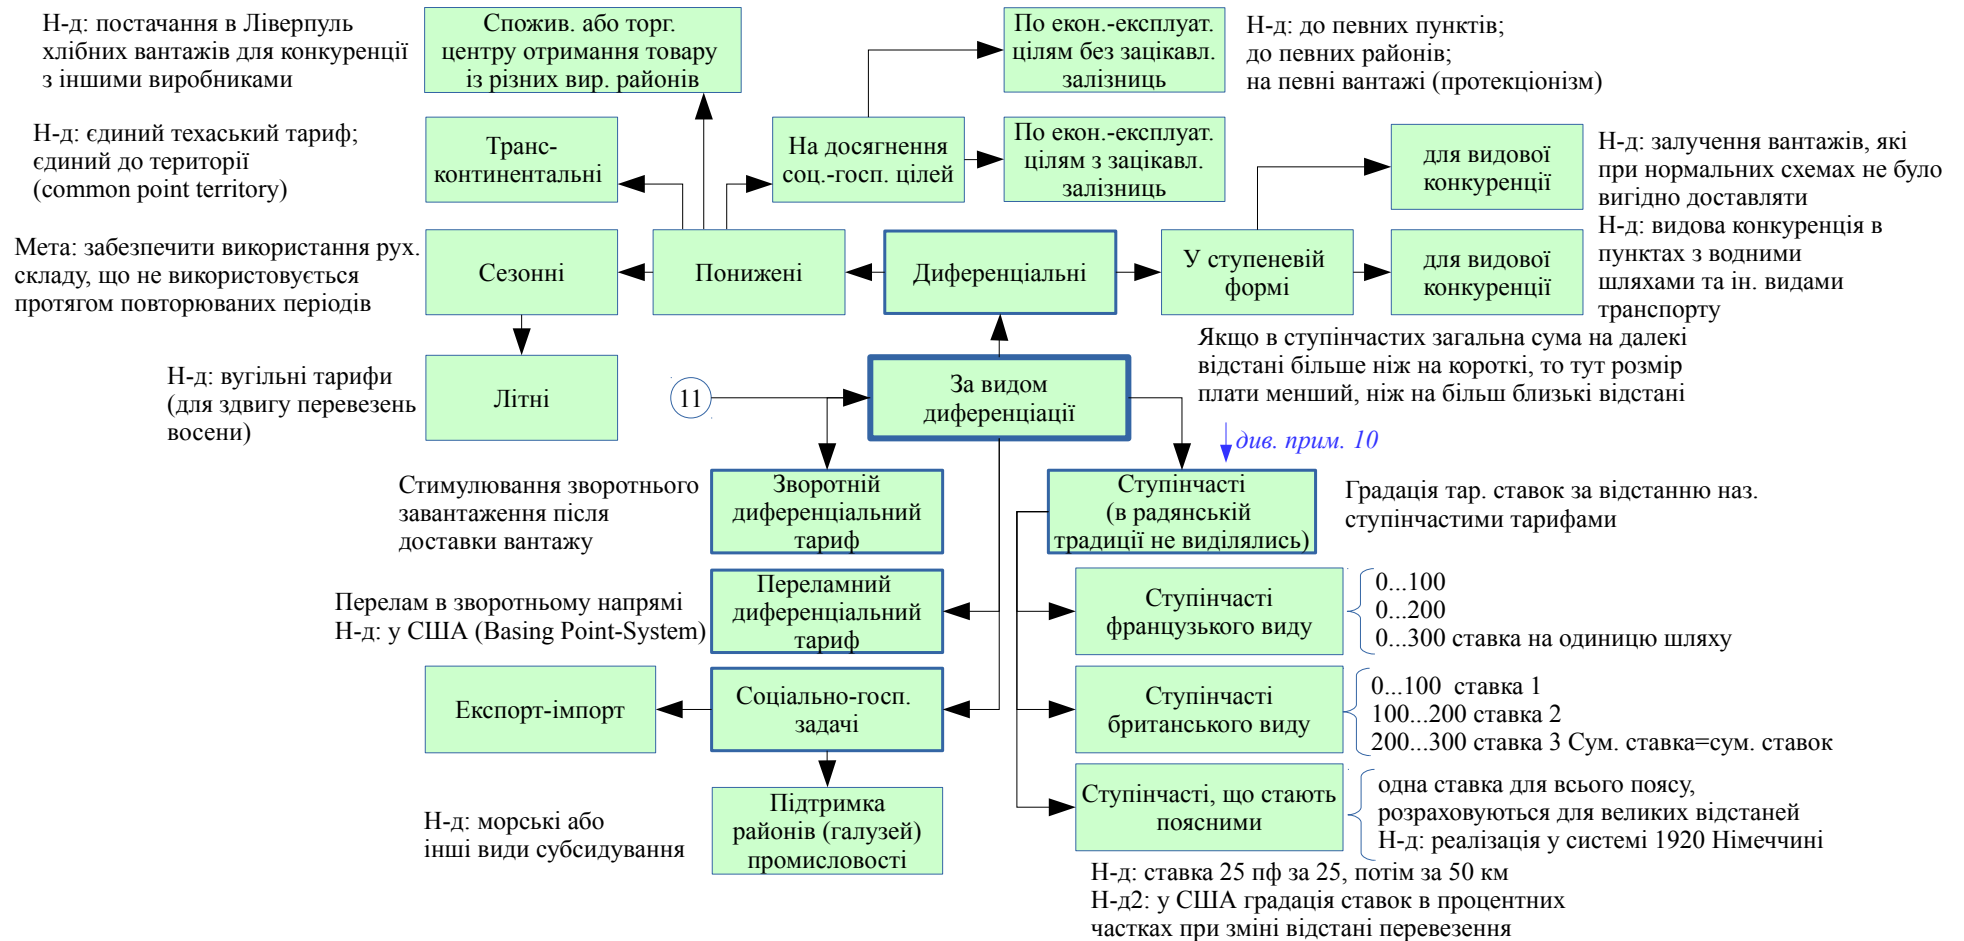 Н-д: постачання в Ліверпуль
хлібних вантажів для конкуренції
з іншими виробниками
Спожив. або торг.
центру отримання товару
із різних вир. районів
По екон.-експлуат.
цілям без зацікавл.
залізниць
Н-д: до певних пунктів;
до певних районів;
на певні вантажі (протекціонізм)
Н-д: єдиний техаський тариф;
єдиний до території
(common point territory)
Транс-
континентальні
На досягнення
соц.-госп. цілей
По екон.-експлуат.
цілям з зацікавл.
залізниць
для видової
конкуренції
Н-д: залучення вантажів, які
при нормальних схемах не було
вигідно доставляти
Мета: забезпечити використання рух.
складу, що не використовується
протягом повторюваних періодів
Сезонні
Понижені
Диференціальні
У ступеневій
формі
для видової
конкуренції
Н-д: видова конкуренція в
пунктах з водними
шляхами та ін. видами
транспорту
Якщо в ступінчастих загальна сума на далекі
відстані більше ніж на короткі, то тут розмір
плати менший, ніж на більш близькі відстані
Н-д: вугільні тарифи
(для здвигу перевезень
восени)
Літні
11
За видом
диференціації
див. прим. 10
Стимулювання зворотнього
завантаження після
доставки вантажу
Зворотній
диференціальний
тариф
Ступінчасті
(в радянській
традиції не виділялись)
Градація тар. ставок за відстанню наз.
ступінчастими тарифами
Перелам в зворотньому напрямі
Н-д: у США (Basing Point-System)
Переламний
диференціальний
тариф
Ступінчасті
французького виду
0...100
0...200
0...300 ставка на одиницю шляху
Експорт-імпорт
Соціально-госп.
задачі
Ступінчасті
британського виду
0...100 ставка 1
100...200 ставка 2
200...300 ставка 3 Сум. ставка=сум. ставок
Н-д: морські або
інші види субсидування
Підтримка
районів (галузей)
промисловості
Ступінчасті, що стають
поясними
одна ставка для всього поясу,
розраховуються для великих відстаней
Н-д: реалізація у системі 1920 Німеччині
Н-д: ставка 25 пф за 25, потім за 50 км
Н-д2: у США градація ставок в процентних
частках при зміні відстані перевезення